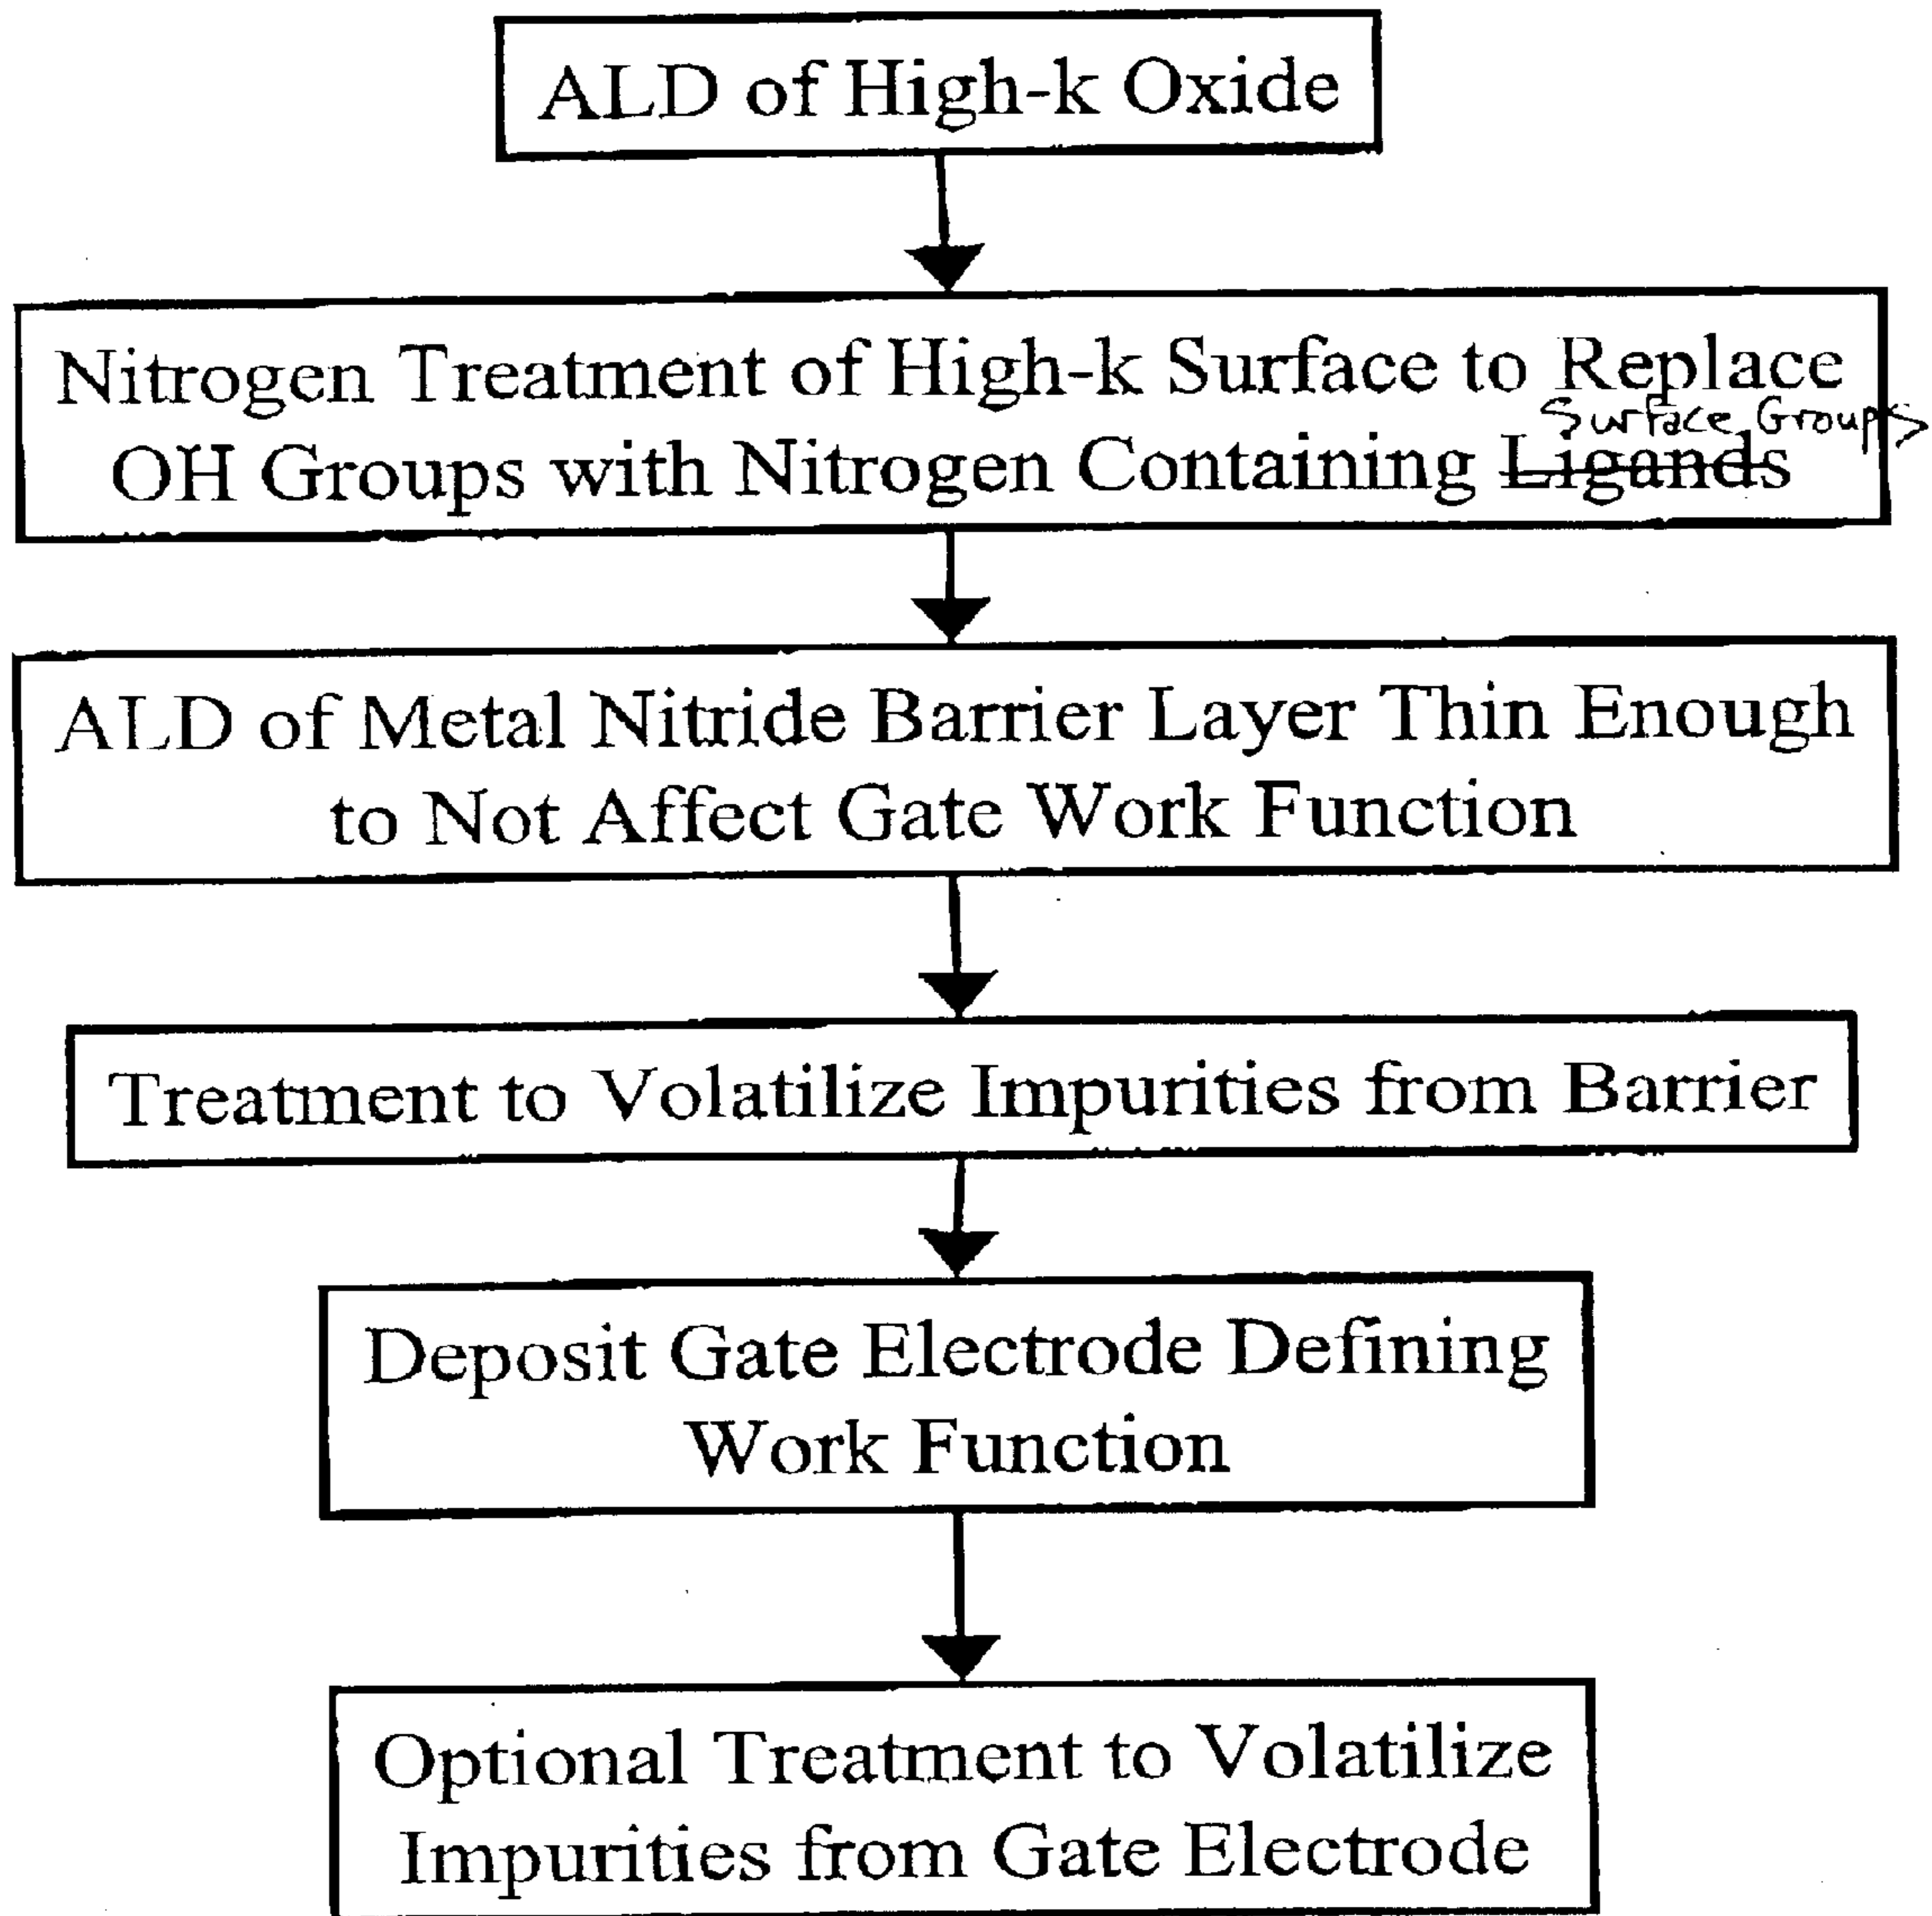 ALD of High-k Oxide
Nitrogen Treatment of High-k Surface to Replace
Surface Groups
OH Groups with Nitrogen Containing Ligands
ALD of Metal Nitride Barrier Layer Thin Enough
to Not Affect Gate Work Function
Treatment to Volatilize Impurities from Barrier
Deposit Gate Electrode Defining
Work Function
Optional Treatment to Volatilize
Impurities from Gate Electrode